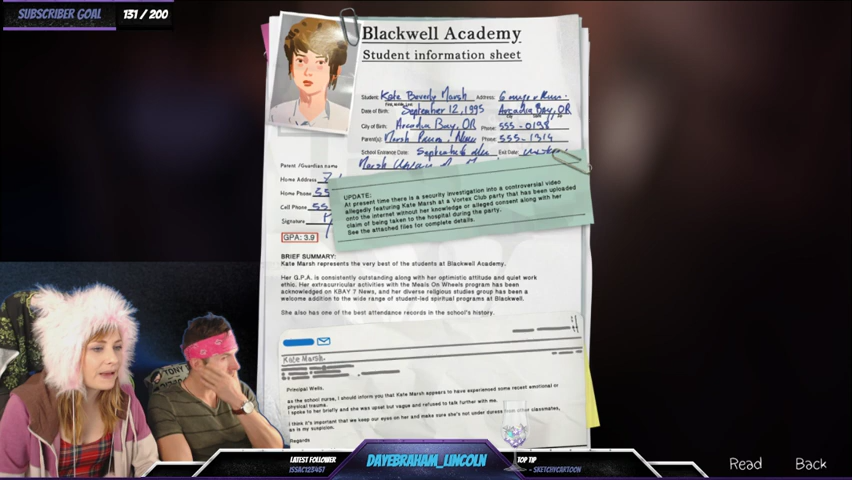 SUBSCRIBER GOAL 131 / 200
Blackwell Academy
Student information sheet
Student: Kate Beverly Marsh Address:
Date of Birth: September 12, 1995 Arcadia Bay, OR
City of Birth: Arcadia Bay, OR Phone: 555-0198
Parent(s) Marsh Phone: 555-1314
School Entrance Date: Exit Date:
Marsh
Parent / Guardian name
Home Address
Home Phone 55
Cell Phone 55
Signature
UPDATE:
At present time there is a security investigation into a controversial video
allegedly featuring Kate Marsh at a Vortex Club party that has been uploaded
onto the internet without her knowledge or alleged consent along with her
claim of being taken to the hospital during the party.
See the attached files for complete details.
GPA: 3.9
BRIEF SUMMARY:
Kate Marsh represents the very best of the students at Blackwell Academy.
Her G.P.A. is consistently outstanding along with her optimistic attitude and quiet work
ethic. Her extracurricular activities with the Meals On Wheels program has been
acknowledged on KBAY 7 News, and her diverse religious studies group has been a
welcome addition to the wide range of student-led spiritual programs at Blackwell.
She also has one of the best attendance records in the school's history.
Kate Marsh
Principal Wells,
as the school nurse, I should inform you that Kate Marsh appears to have experienced some recent emotional or
physical trauma.
I spoke to her briefly and she was upset but vague and refused to talk further with me.
I think it's important that we keep our eyes on her and make sure she's not under duress from other classmates,
as is my suspicion.
Regards
LATEST FOLLOWER
ISSAC123457
DAYEBRAHAM_LINCOLN
TOP TIP
- SKETCHYCARTOON
Read Back